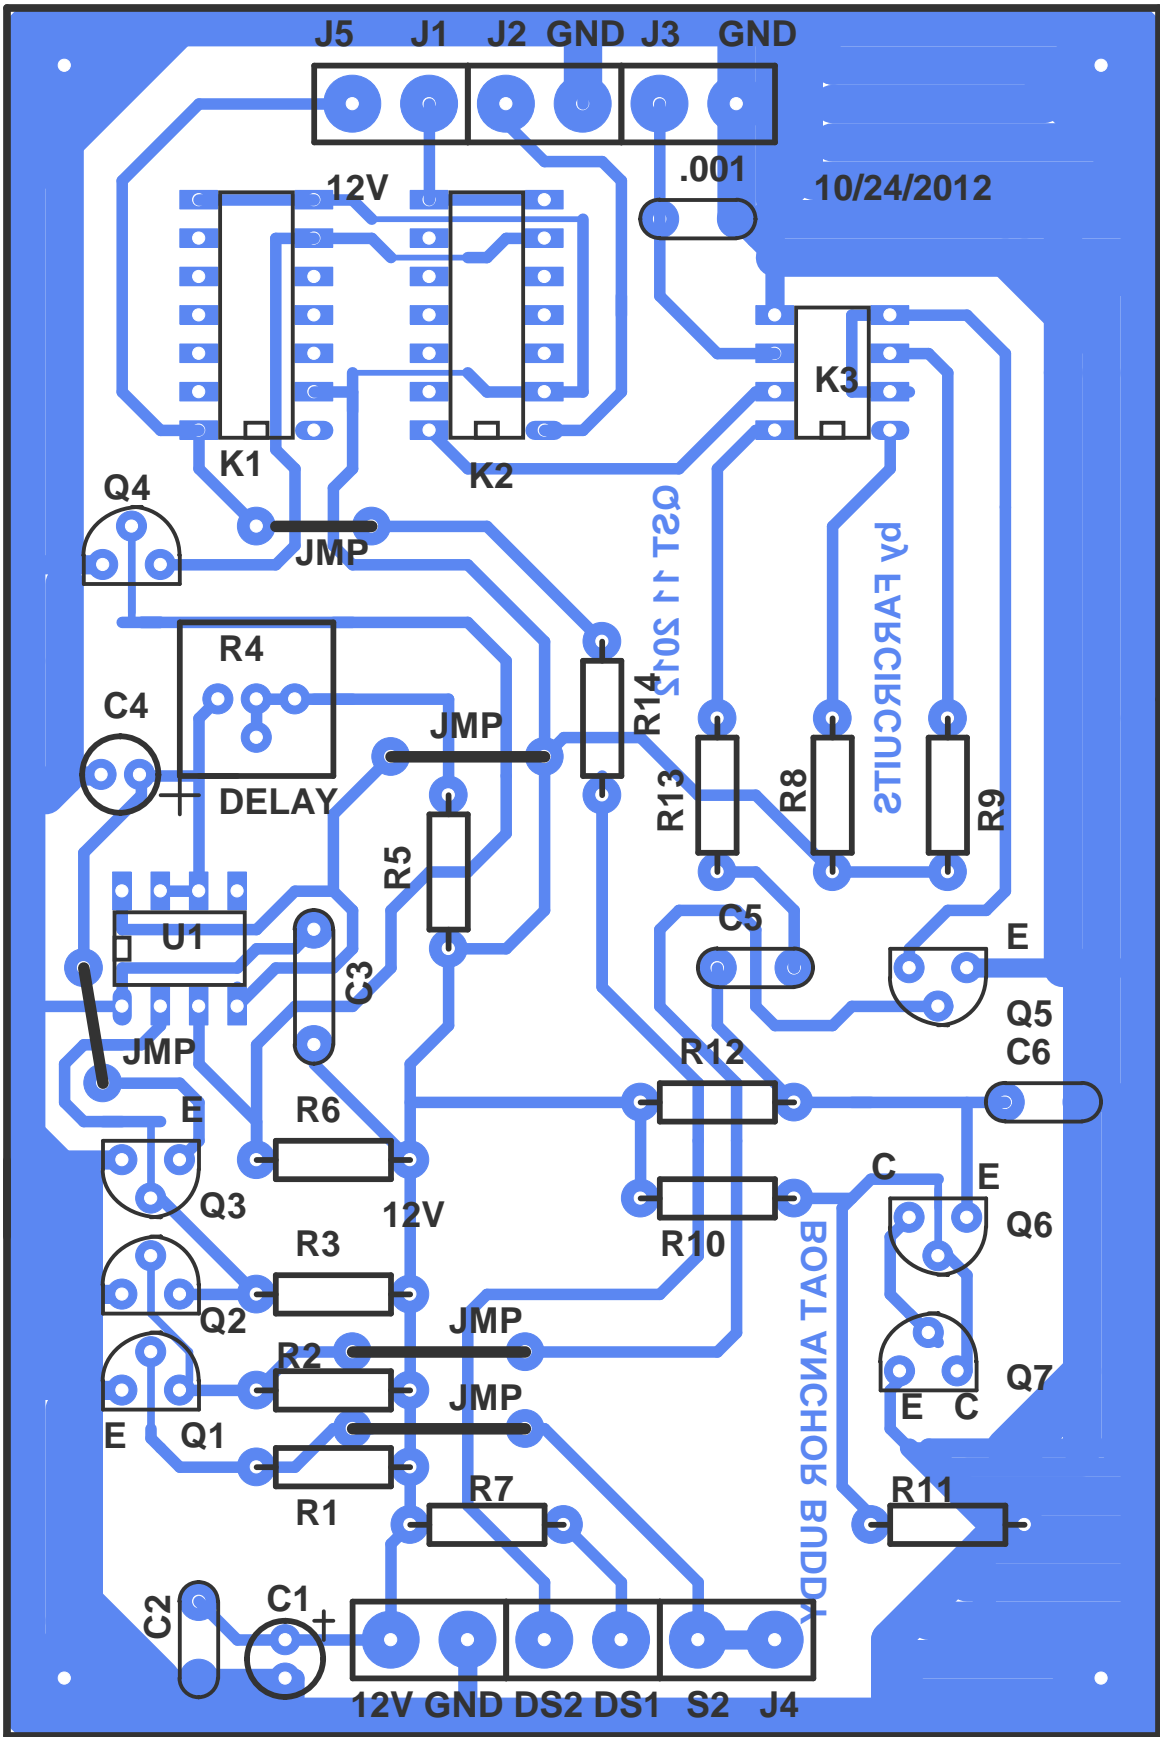 J5 J1 J2 GND J3 GND
.001
12V
10/24/2012
K3
K1
K2
Q4
JMP
QST 11 2012
by FARCIRCUITS
R4
C4
R14
JMP
DELAY
R13
R8
R9
R5
C5
U1
E
C3
Q5
JMP
R12
C6
E
R6
C
E
Q3
12V
Q6
R3
R10
BOAT ANCHOR BUDDY
Q2
JMP
R2
Q7
JMP
E
C
E
Q1
R7
R11
R1
C2
C1
+
12V GND DS2 DS1 S2 J4